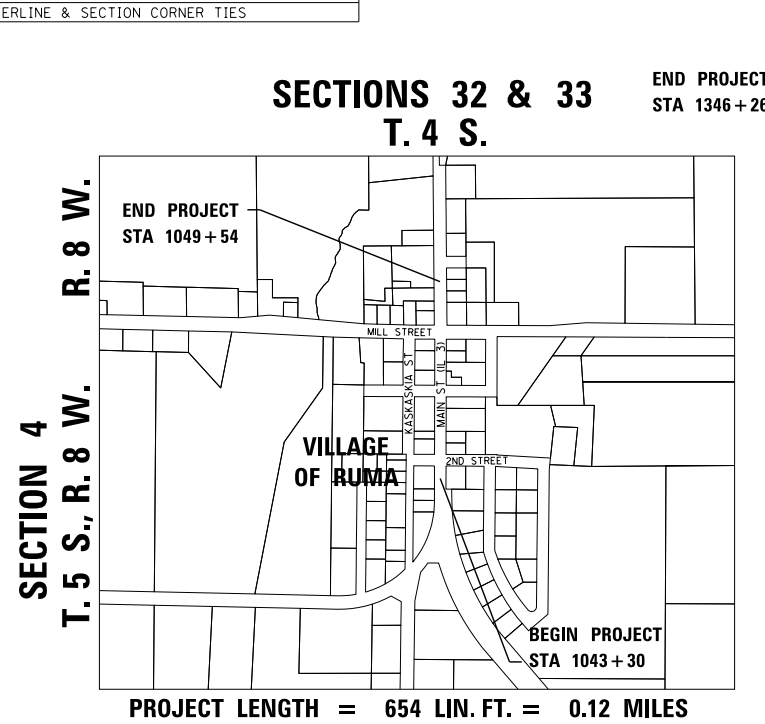 ERLINE & SECTION CORNER TIES
END PROJECT
STA 1346+26
SECTIONS 32 & 33
T. 4 S.
R. 8 W.
END PROJECT
STA 1049+54
MILL STREET
KASKASKIA ST
MAIN ST (IL 3)
VILLAGE
OF RUMA
2ND STREET
SECTION 4
T. 5 S., R. 8 W.
BEGIN PROJECT
STA 1043+30
PROJECT LENGTH = 654 LIN. FT. = 0.12 MILES